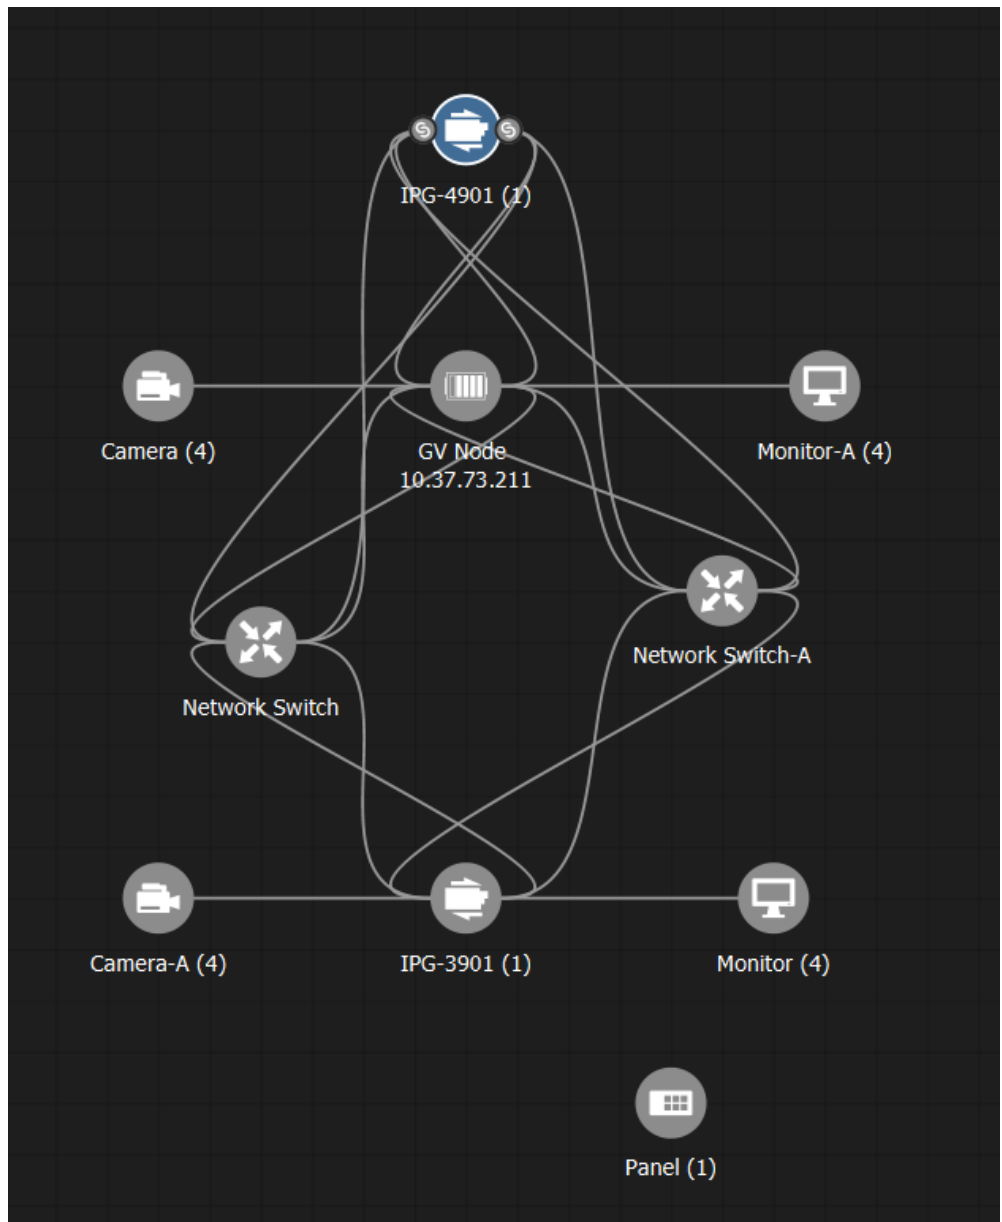 IPG-4901 (1)
Camera (4)
GV Node
10.37.73.211
Monitor-A (4)
Network Switch-A
Network Switch
Camera-A (4)
IPG-3901 (1)
Monitor (4)
Panel (1)